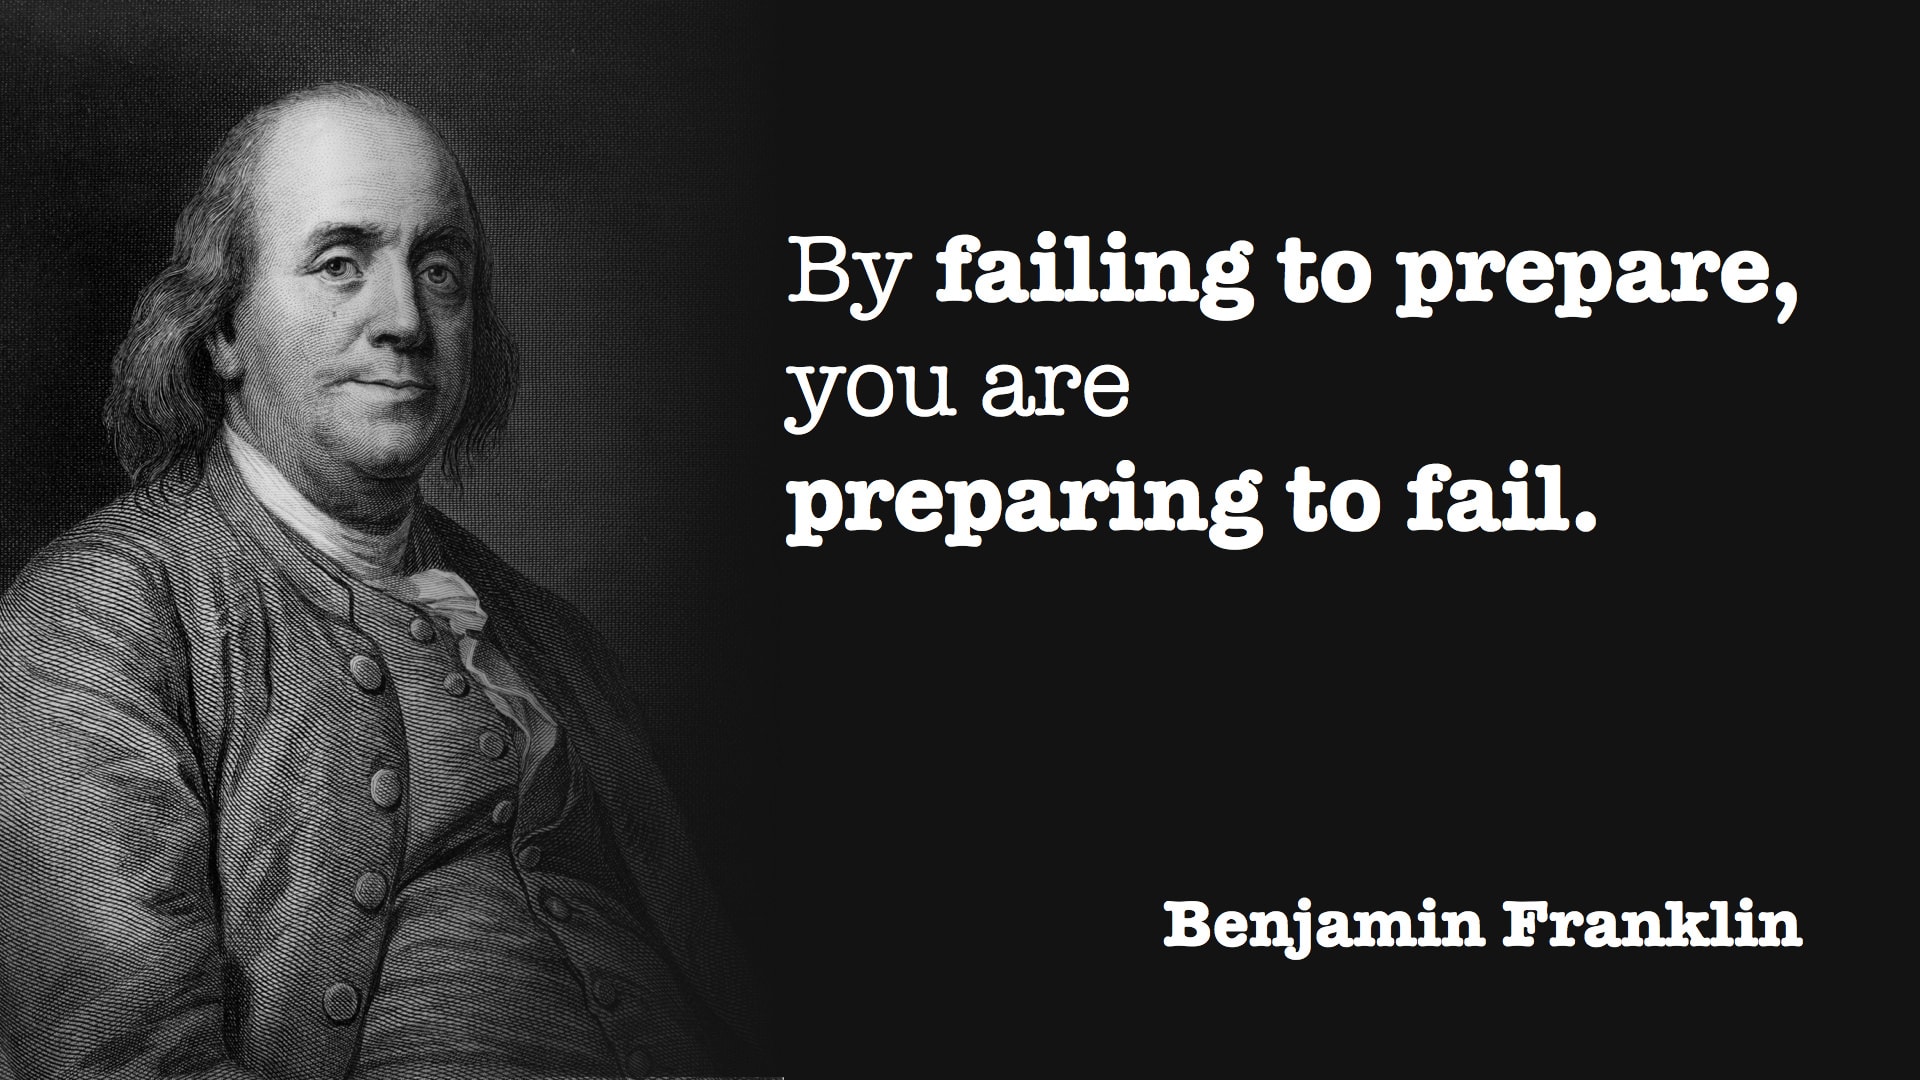 By failing to prepare,
you are
preparing to fail.
Benjamin Franklin